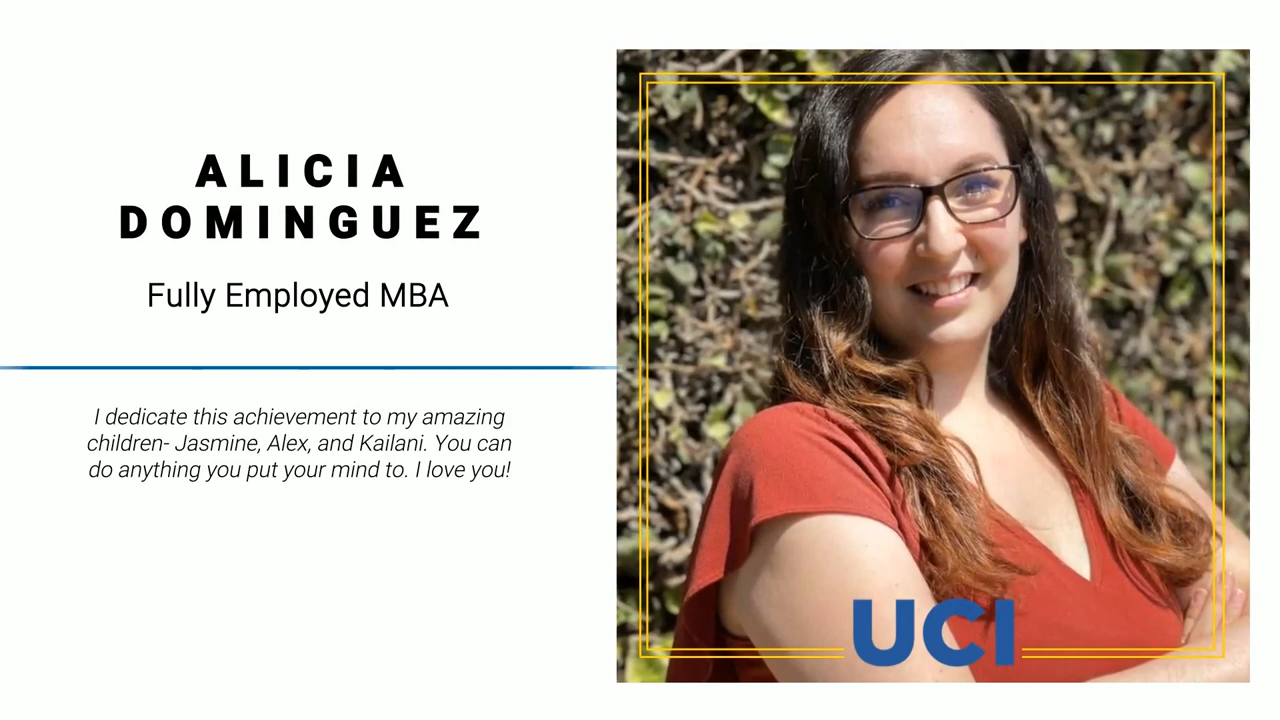 ALICIA
DOMINGUEZ
Fully Employed MBA
I dedicate this achievement to my amazing
children- Jasmine, Alex, and Kailani. You can
do anything you put your mind to. I love you!
UCI